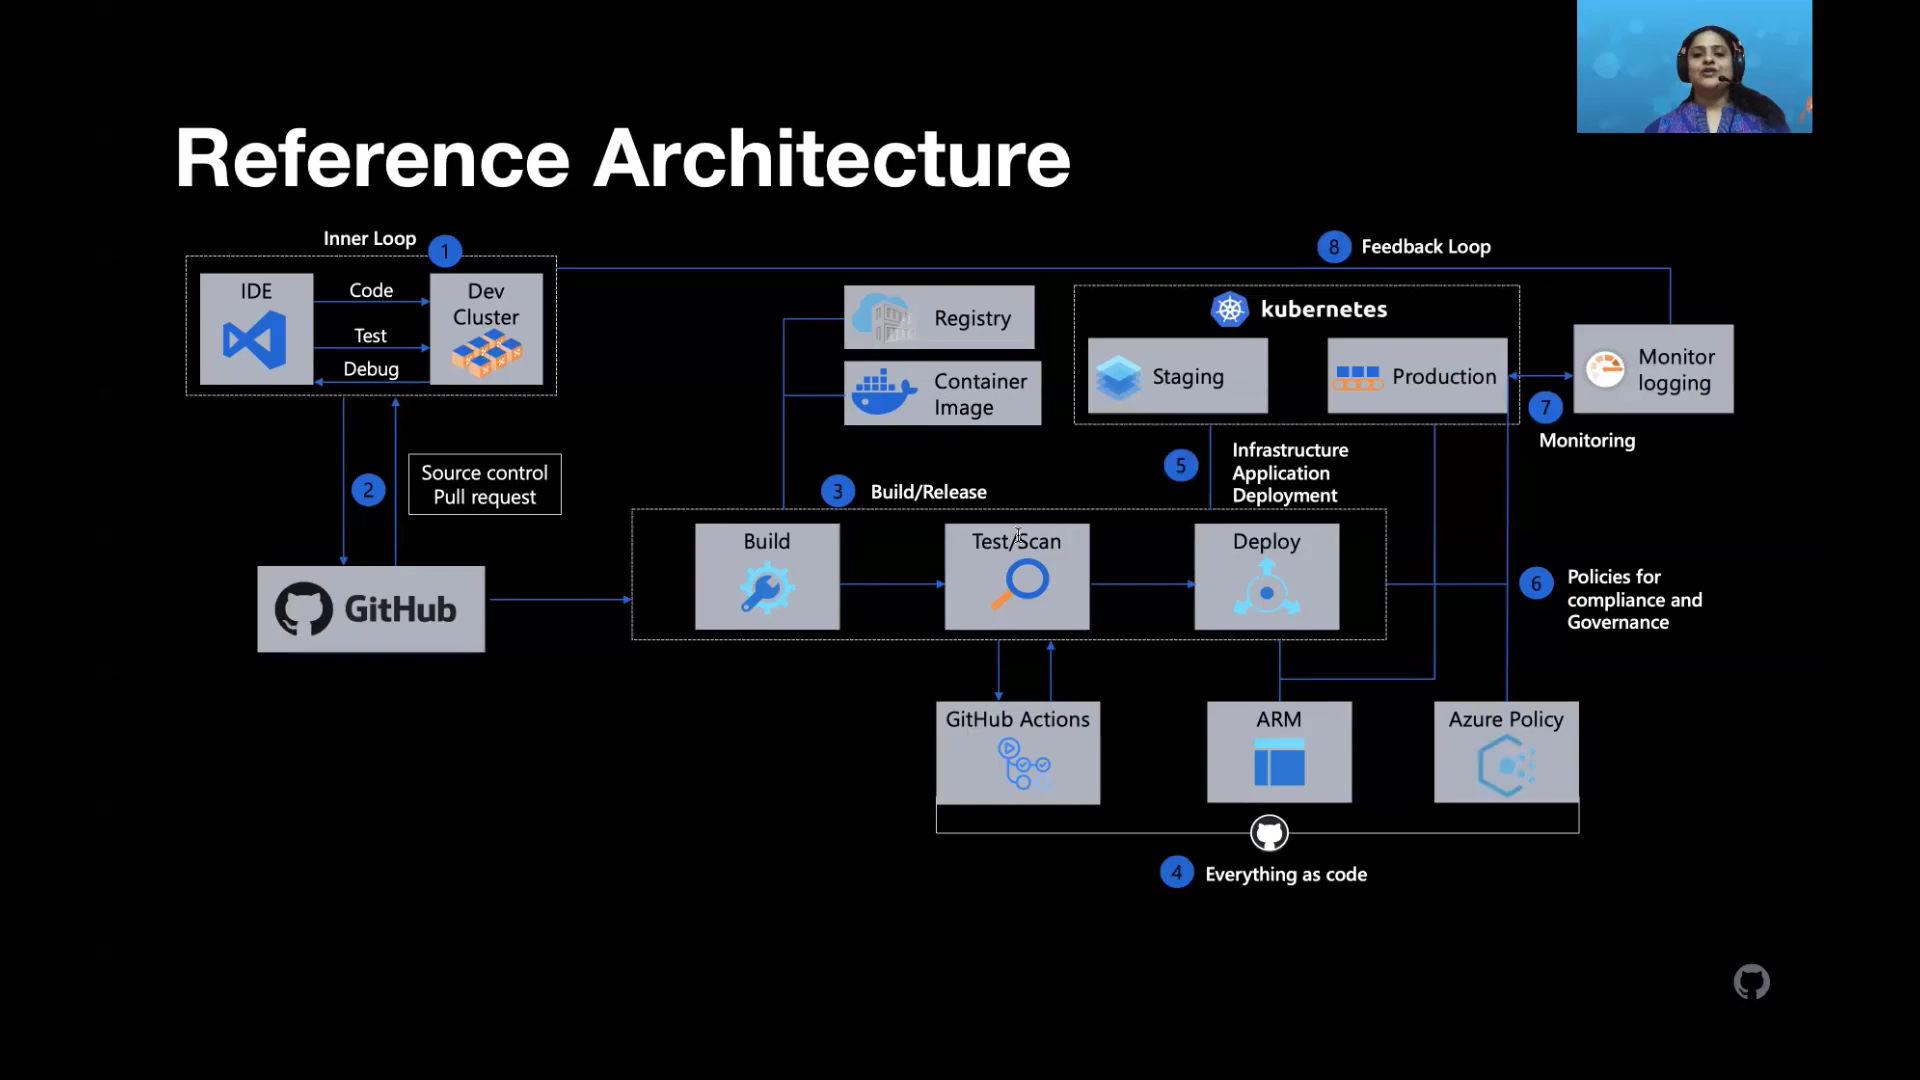 Reference Architecture
Inner Loop
1
IDE
Code
Test
Debug
Dev
Cluster
2
Source control
Pull request
GitHub
Registry
Container
Image
3
Build/Release
Build
Test/Scan
Deploy
kubernetes
Staging
Production
5
Infrastructure
Application
Deployment
8
Feedback Loop
Monitor
logging
7
Monitoring
6
Policies for
compliance and
Governance
GitHub Actions
ARM
Azure Policy
4
Everything as code